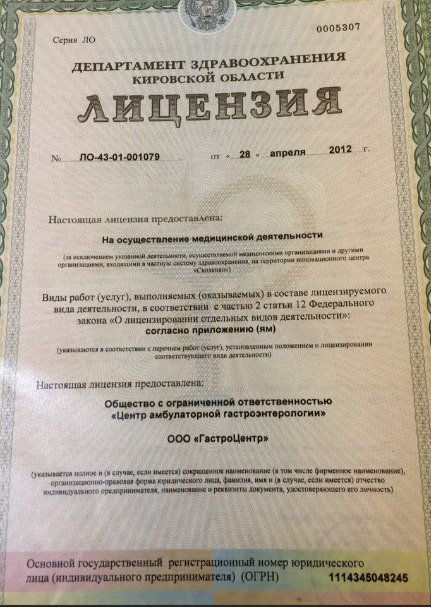 Серия ЛО
0005307
ДЕПАРТАМЕНТ ЗДРАВООХРАНЕНИЯ
КИРОВСКОЙ ОБЛАСТИ
ЛИЦЕНЗИЯ
№ ЛО-43-01-001079 от « 28 » апреля 2012 г.
Настоящая лицензия предоставлена:
На осуществление медицинской деятельности
(за исключением указанной деятельности, осуществляемой медицинскими организациями и другими
организациями, входящими в частную систему здравоохранения, на территории инновационного центра
«Сколково»)
Виды работ (услуг), выполняемых (оказываемых) в составе лицензируемого
вида деятельности, в соответствии с частью 2 статьи 12 Федерального
закона «О лицензировании отдельных видов деятельности»:
согласно приложению (ям)
(указываются в соответствии с перечнем работ (услуг), установленным положением о лицензировании
соответствующего вида деятельности)
Настоящая лицензия предоставлена:
Общество с ограниченной ответственностью
«Центр амбулаторной гастроэнтерологии»
ООО «ГастроЦентр»
(указывается полное и (в случае, если имеется) сокращенное наименование (в том числе фирменное наименование),
организационно-правовая форма юридического лица, фамилия, имя и (в случае, если имеется) отчество
индивидуального предпринимателя, наименование и реквизиты документа, удостоверяющего его личность)
Основной государственный регистрационный номер юридического
лица (индивидуального предпринимателя) (ОГРН) 1114345048245